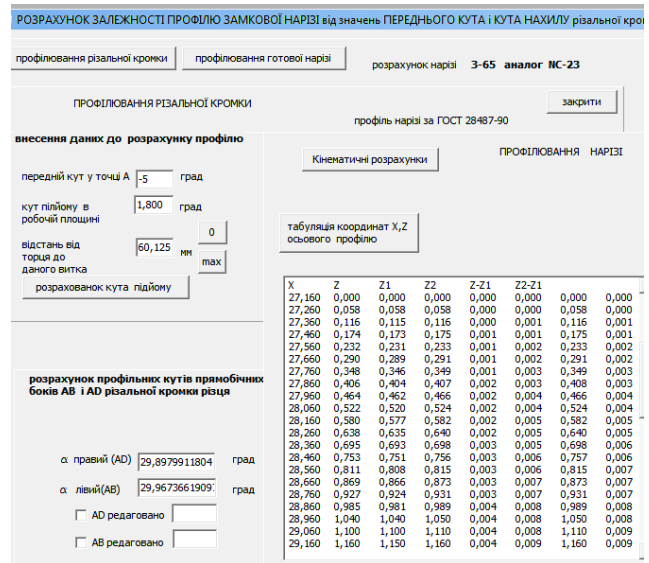 РОЗРАХУНОК ЗАЛЕЖНОСТІ ПРОФІЛЮ ЗАМКОВОЇ НАРІЗІ від значень ПЕРЕДНЬОГО КУТА і КУТА НАХИЛУ різальної кро
профілювання різальної кромки профілювання готової нарізі
розрахунок нарізі З-65 аналог NC-23
ПРОФІЛЮВАННЯ РІЗАЛЬНОЇ КРОМКИ
закрити
профіль нарізі за ГОСТ 28487-90
внесення даних до розрахунку профілю
Кінематичні розрахунки
ПРОФІЛЮВАННЯ НАРІЗІ
передній кут у точці А -5 град
кут пілйому в робочій площині 1,800 град
0
відстань від торця до даного витка 60,125 мм
max
розрахованок кута підйому
табуляція координат X,Z осьового профілю
X Z Z1 Z2 Z-Z1 Z2-Z1
27,160 0,000 0,000 0,000 0,000 0,000 0,000 0,000
27,260 0,058 0,058 0,058 0,000 0,000 0,058 0,000
27,360 0,116 0,115 0,116 0,000 0,001 0,116 0,001
27,460 0,174 0,173 0,175 0,001 0,001 0,175 0,001
27,560 0,232 0,231 0,233 0,001 0,002 0,233 0,002
27,660 0,290 0,289 0,291 0,001 0,002 0,291 0,002
27,760 0,348 0,346 0,349 0,001 0,003 0,349 0,003
27,860 0,406 0,404 0,407 0,002 0,003 0,408 0,003
27,960 0,464 0,462 0,466 0,002 0,004 0,466 0,004
28,060 0,522 0,520 0,524 0,002 0,004 0,524 0,004
28,160 0,580 0,577 0,582 0,002 0,005 0,582 0,005
28,260 0,638 0,635 0,640 0,002 0,005 0,640 0,005
28,360 0,695 0,693 0,698 0,003 0,005 0,698 0,006
28,460 0,753 0,751 0,756 0,003 0,006 0,757 0,006
28,560 0,811 0,808 0,815 0,003 0,006 0,815 0,007
28,660 0,869 0,866 0,873 0,003 0,007 0,873 0,007
28,760 0,927 0,924 0,931 0,003 0,007 0,931 0,007
28,860 0,985 0,981 0,989 0,004 0,008 0,989 0,008
28,960 1,040 1,040 1,050 0,004 0,008 1,050 0,008
29,060 1,100 1,100 1,110 0,004 0,008 1,110 0,009
29,160 1,160 1,150 1,160 0,004 0,009 1,160 0,009
розрахунок профільних кутів прямобічних
боків АВ і AD різальної кромки різця
α правий (AD) 29,8979911804 град
α лівий(АВ) 29,96736619091 град
AD редаговано
АВ редаговано